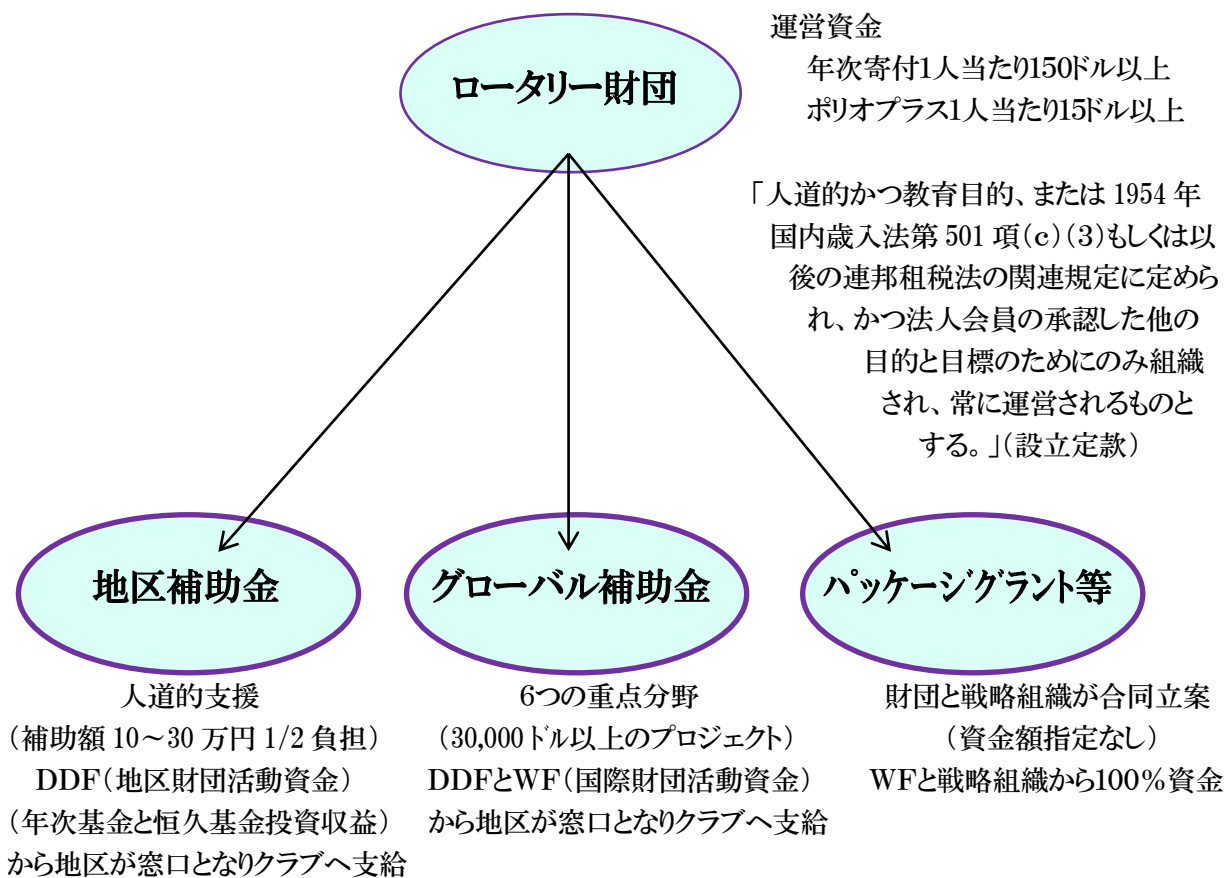 ロータリー財団
運営資金
年次寄付1人当たり150ドル以上
ポリオプラス1人当たり15ドル以上
「人道的かつ教育目的、または 1954 年
国内歳入法第 501 項(c)(3)もしくは以
後の連邦租税法の関連規定に定めら
れ、かつ法人会員の承認した他の
目的と目標のためにのみ組織
され、常に運営されるものと
する。」(設立定款)
地区補助金
人道的支援
(補助額 10～30 万円 1/2 負担)
DDF(地区財団活動資金)
(年次基金と恒久基金投資収益)
から地区が窓口となりクラブへ支給
グローバル補助金
6つの重点分野
(30,000 ドル以上のプロジェクト)
DDFとWF(国際財団活動資金)
から地区が窓口となりクラブへ支給
パッケージグラント等
財団と戦略組織が合同立案
(資金額指定なし)
WFと戦略組織から100%資金